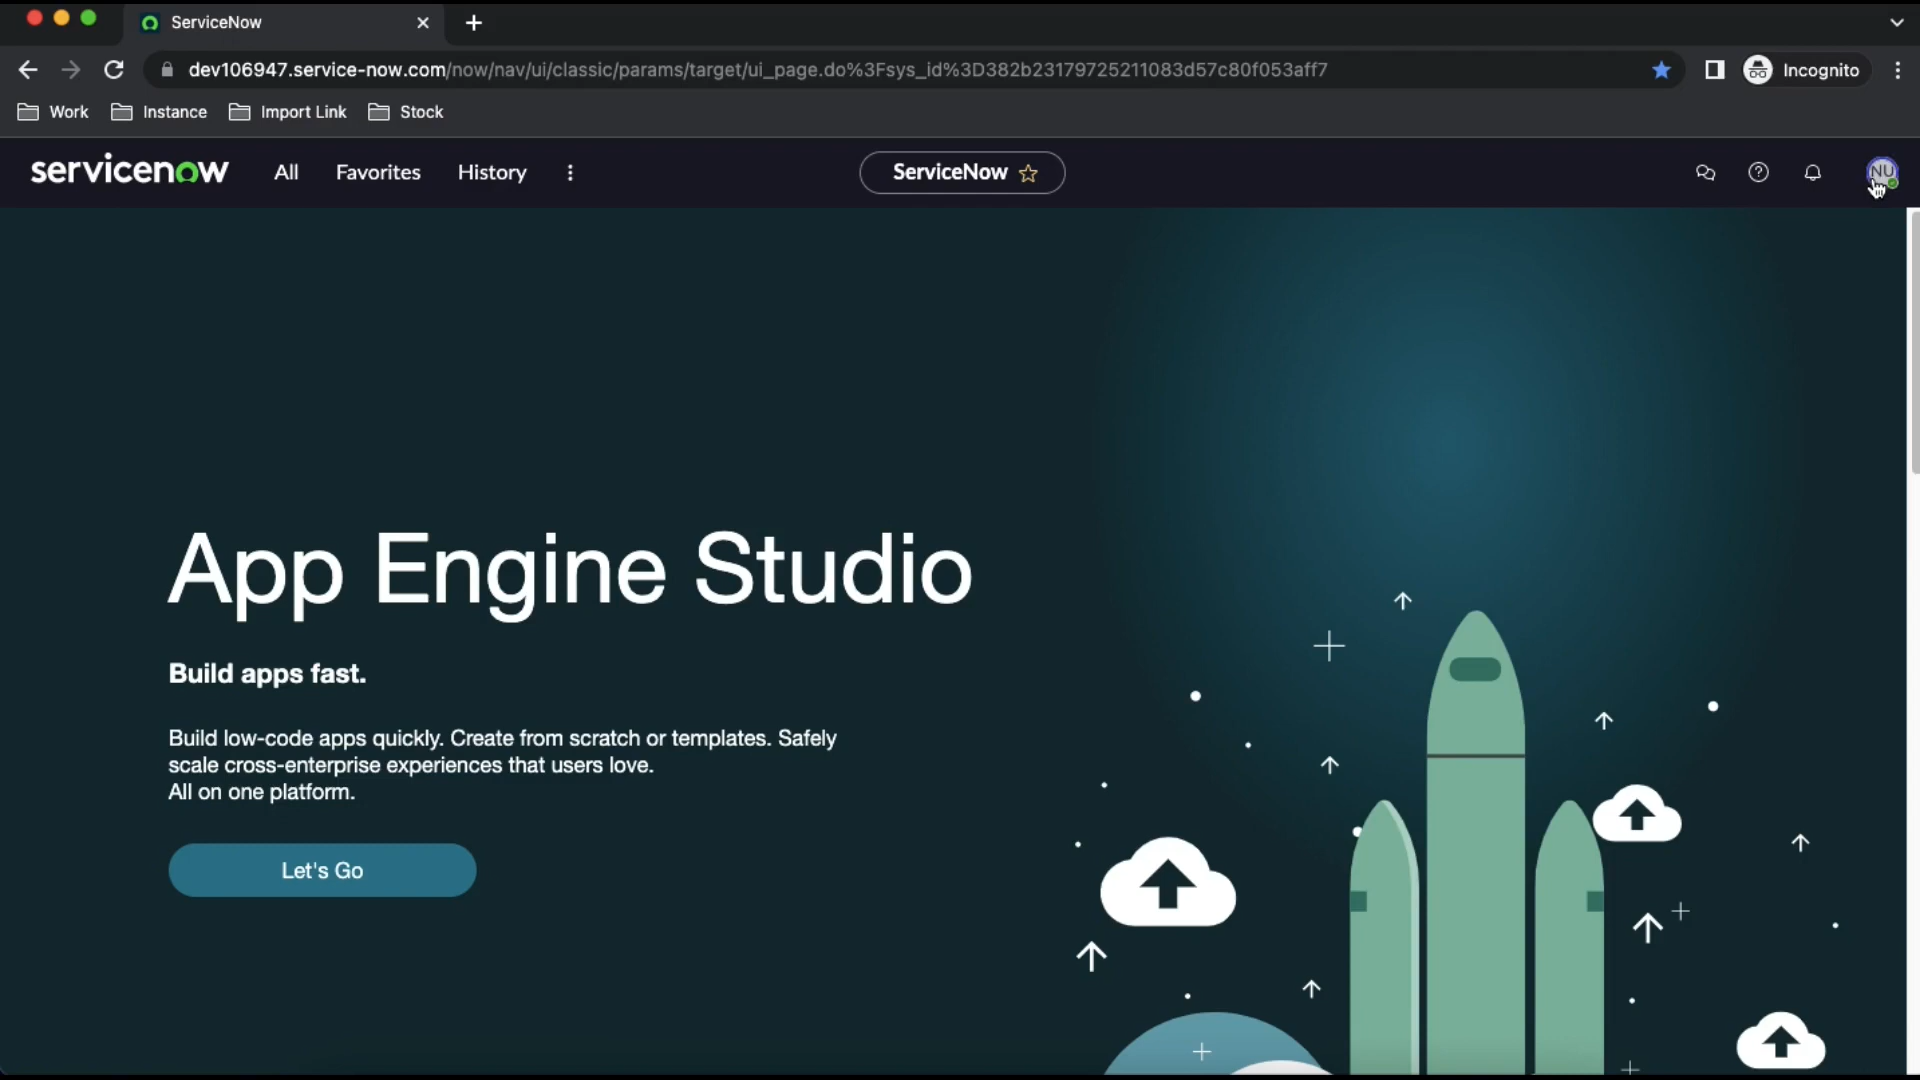 ServiceNow
dev106947.service-now.com/now/nav/ui/classic/params/target/ui_page.do%3Fsys_id%3D382b23179725211083d57c80f053aff7
Incognito
Work Instance Import Link Stock
servicenow All Favorites History ServiceNow NU
App Engine Studio
Build apps fast.
Build low-code apps quickly. Create from scratch or templates. Safely
scale cross-enterprise experiences that users love.
All on one platform.
Let's Go